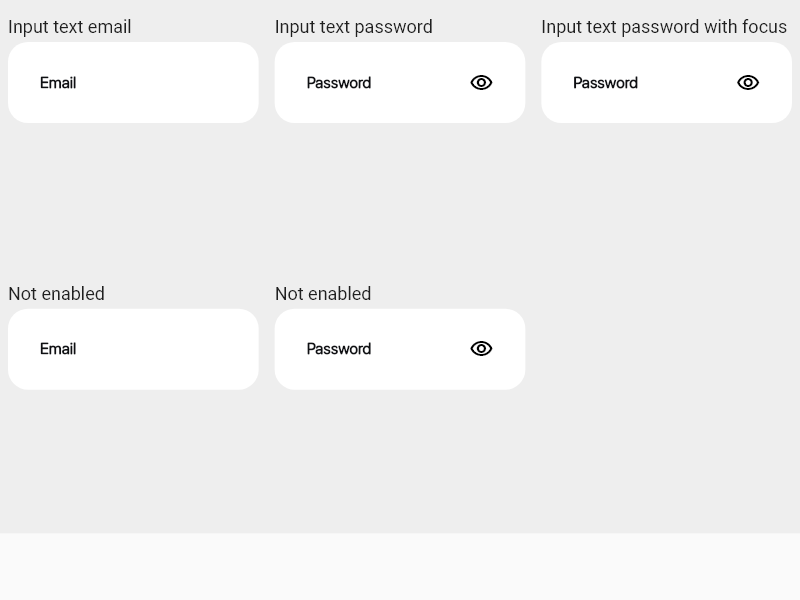 Input text email
Input text password
Input text password with focus
Email
Password
Password
Not enabled
Not enabled
Email
Password